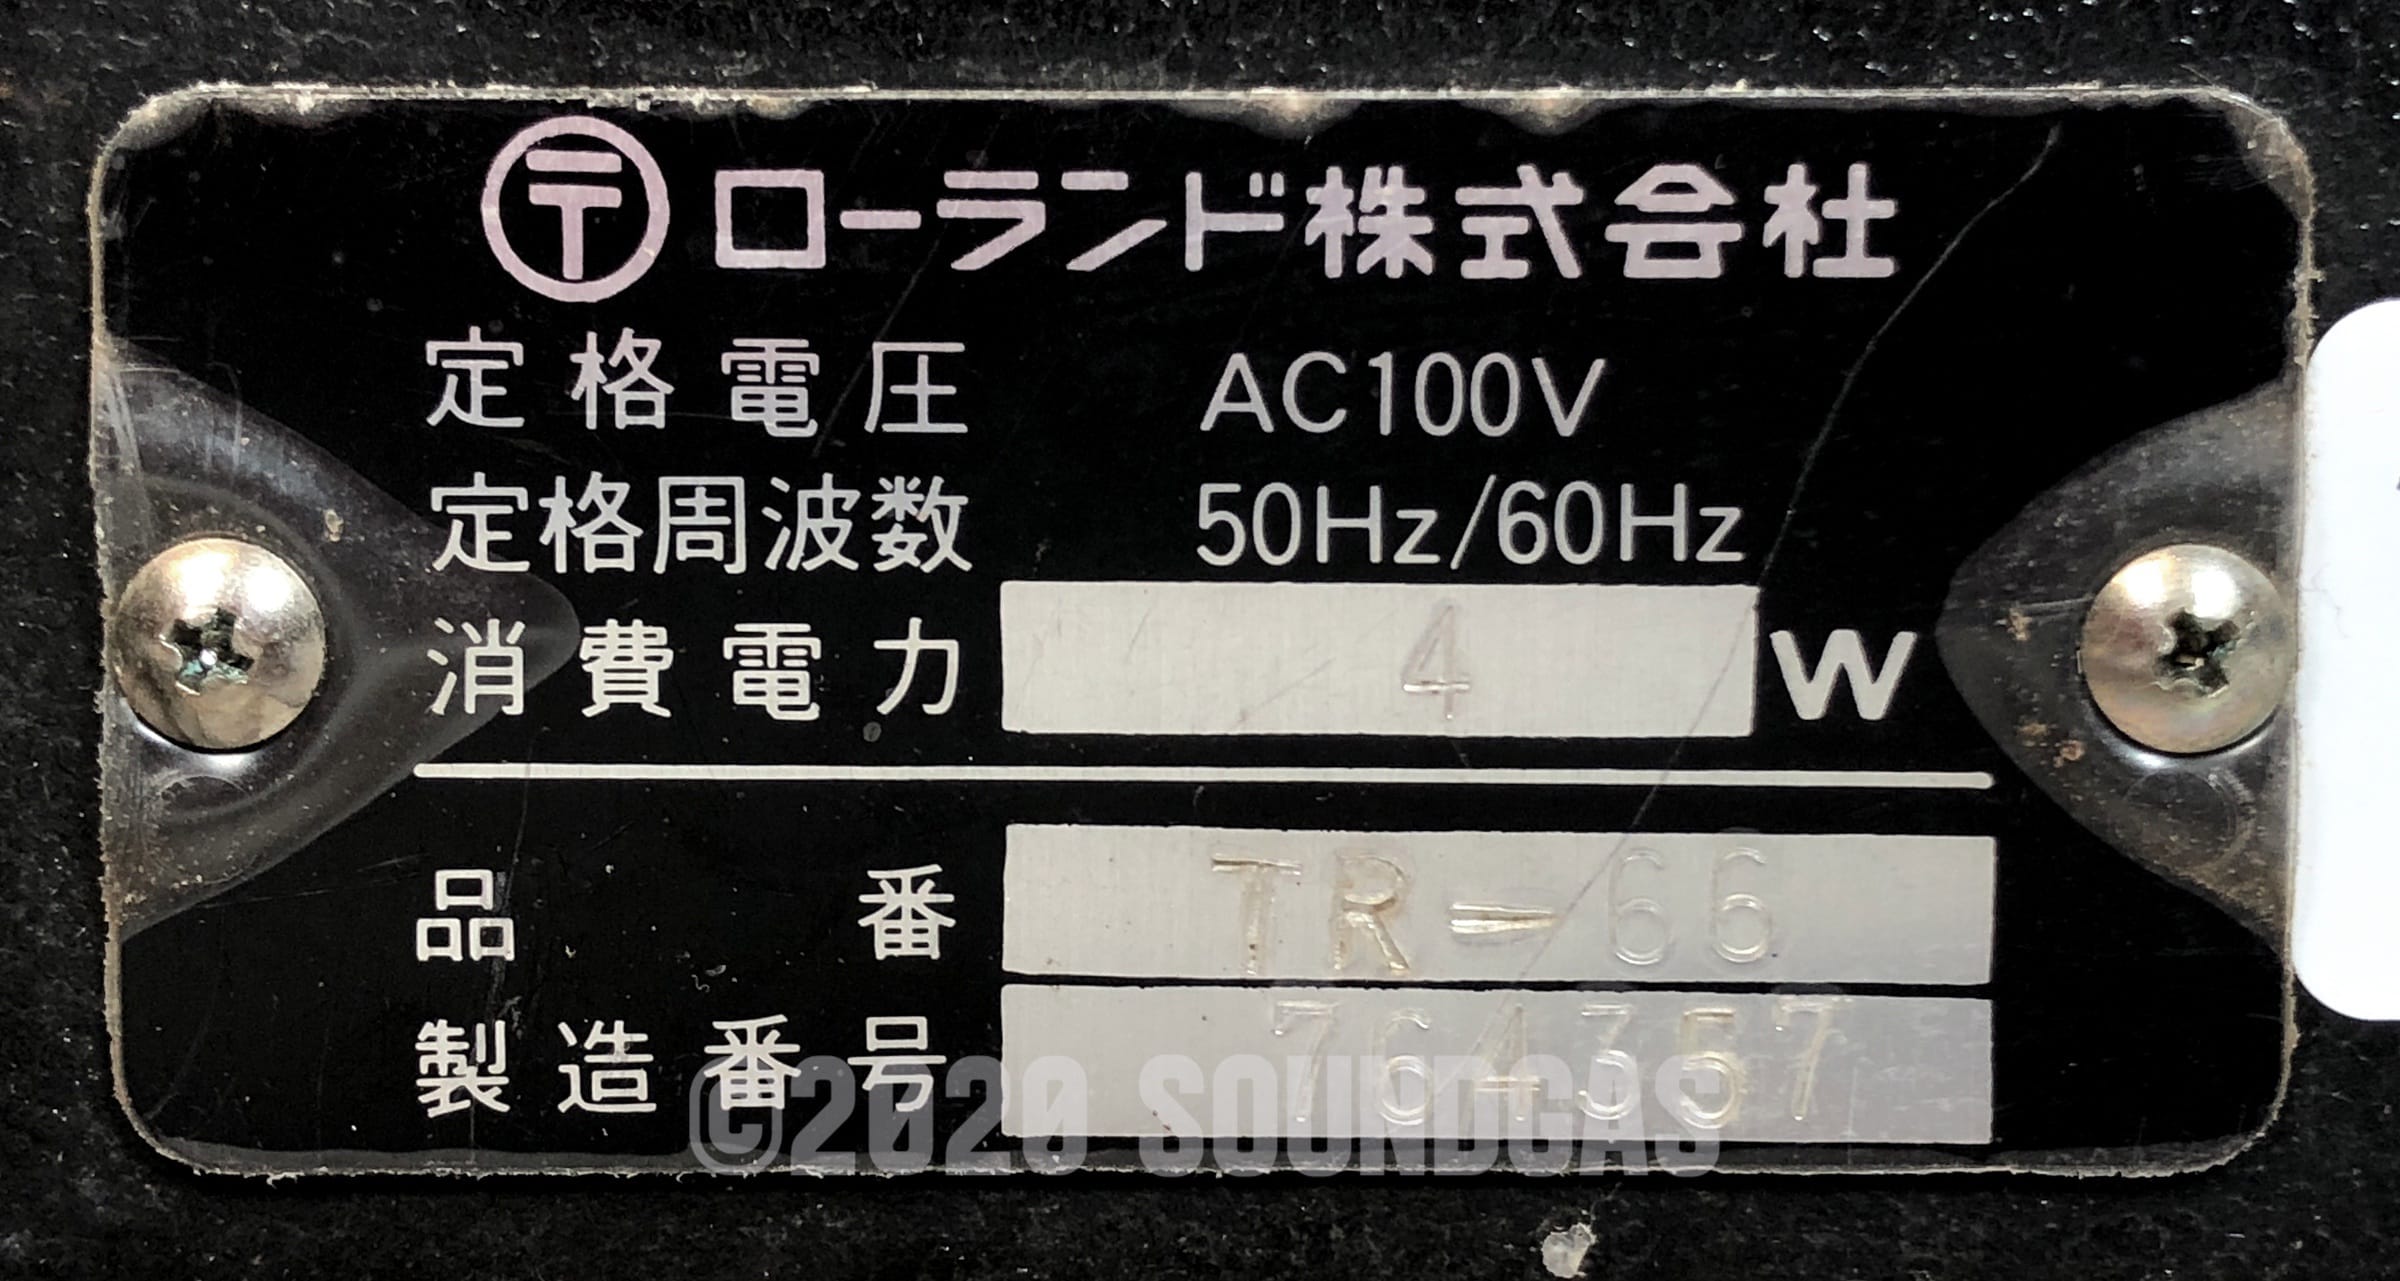 〒 ローランド株式会社
定格電圧 AC100V
定格周波数 50Hz/60Hz
消費電力 4 W
品番 TR-66
製造番号 764357
©2020 SOUNDGAS